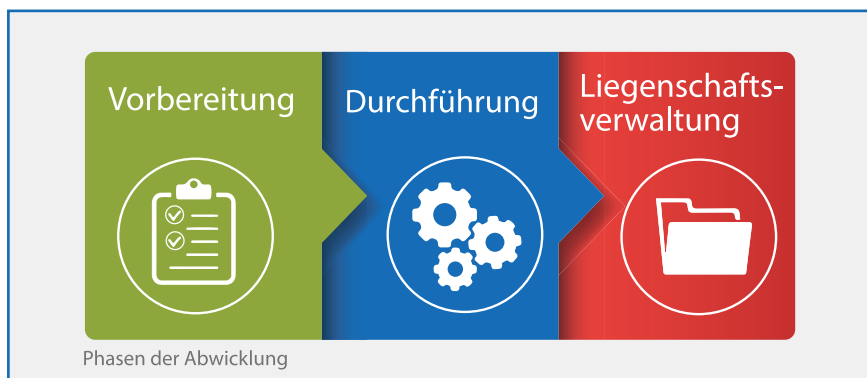 Vorbereitung
Durchführung
Liegenschafts-
verwaltung
Phasen der Abwicklung